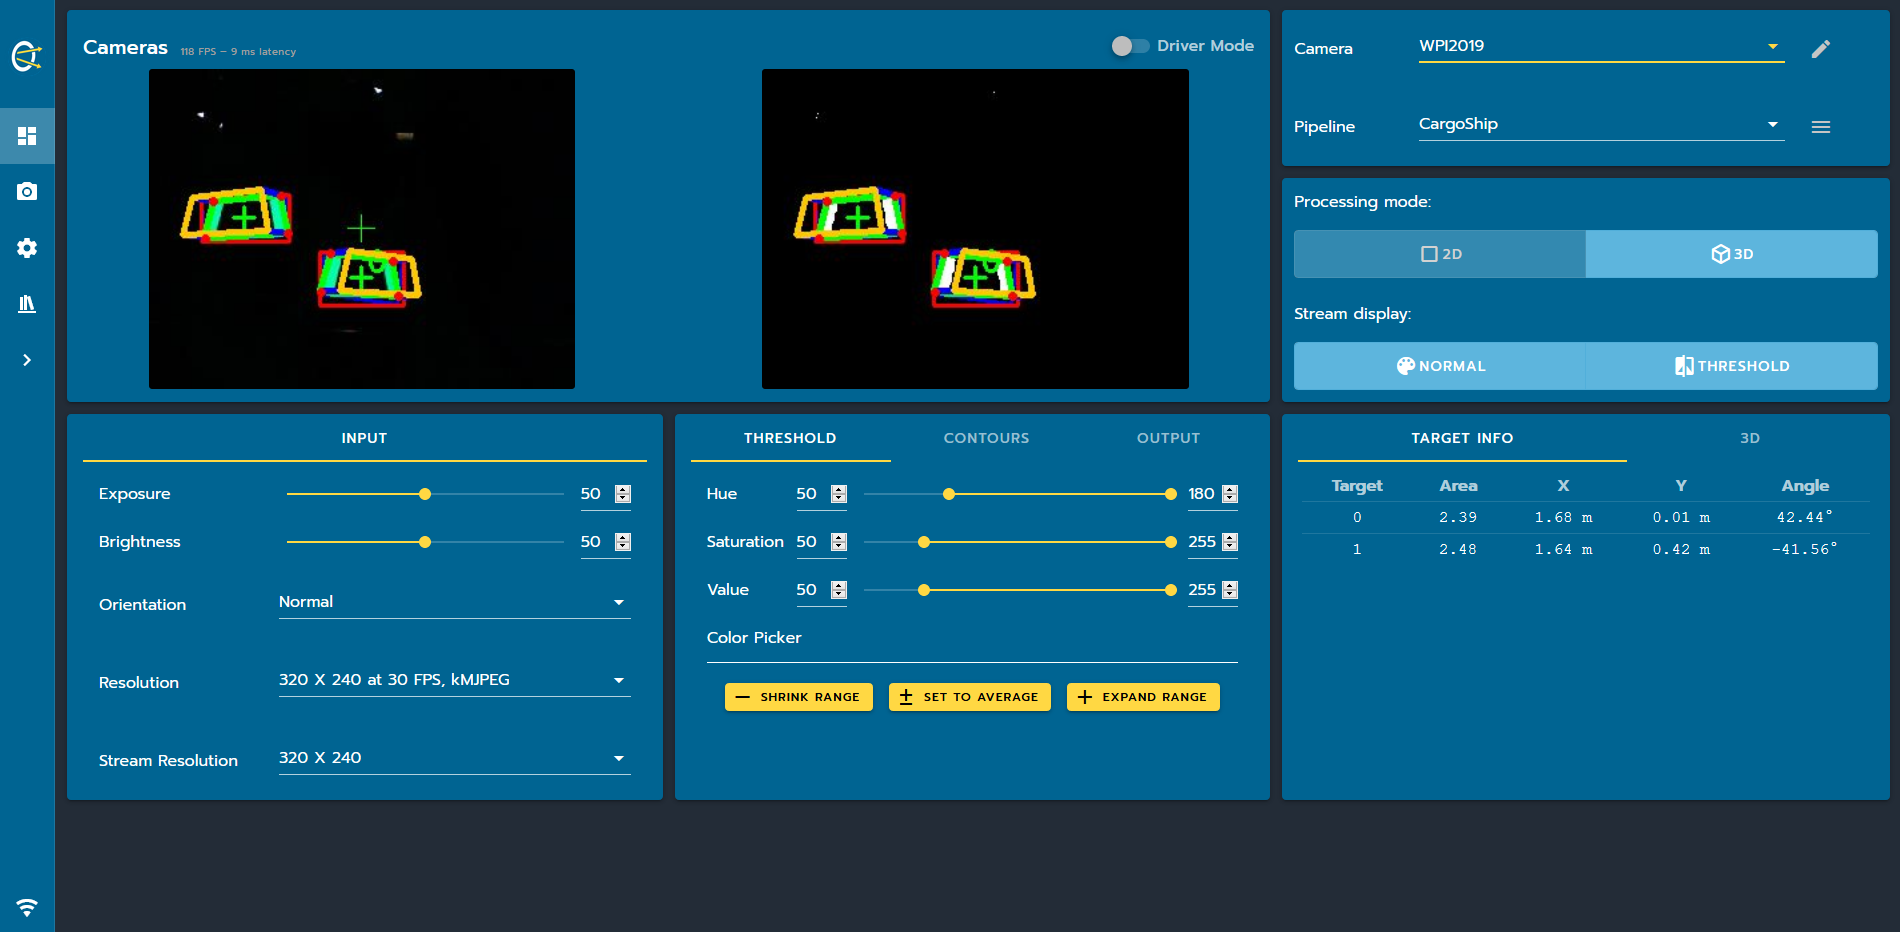 Cameras 118 FPS – 9 ms latency
Driver Mode
Camera WPI2019
Pipeline CargoShip
Processing mode:
2D 3D
Stream display:
NORMAL THRESHOLD
INPUT
Exposure 50
Brightness 50
Orientation Normal
Resolution 320 X 240 at 30 FPS, kMJPEG
Stream Resolution 320 X 240
THRESHOLD CONTOURS OUTPUT
Hue 50 180
Saturation 50 255
Value 50 255
Color Picker
SHRINK RANGE SET TO AVERAGE EXPAND RANGE
TARGET INFO 3D
Target Area X Y Angle
0 2.39 1.68 m 0.01 m 42.44°
1 2.48 1.64 m 0.42 m -41.56°